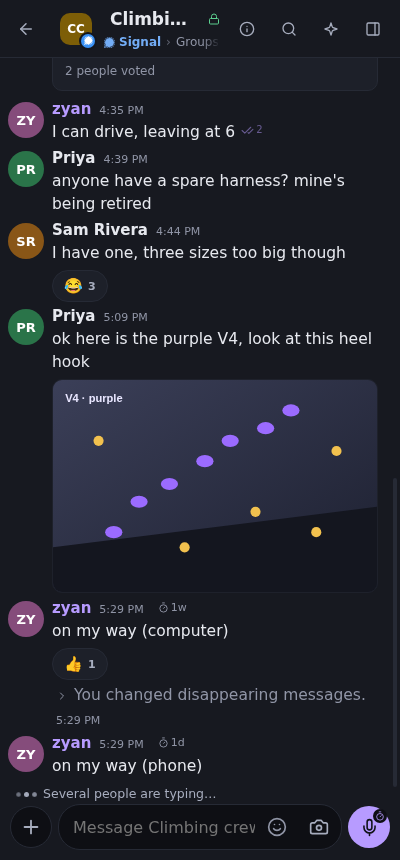 CC
Climbi...
Signal › Groups
2 people voted
ZY
zyan 4:35 PM
I can drive, leaving at 6 2
PR
Priya 4:39 PM
anyone have a spare harness? mine's
being retired
SR
Sam Rivera 4:44 PM
I have one, three sizes too big though
😂 3
PR
Priya 5:09 PM
ok here is the purple V4, look at this heel
hook
V4 · purple
ZY
zyan 5:29 PM 1w
on my way (computer)
👍 1
You changed disappearing messages.
5:29 PM
ZY
zyan 5:29 PM 1d
on my way (phone)
Several people are typing...
Message Climbing crew